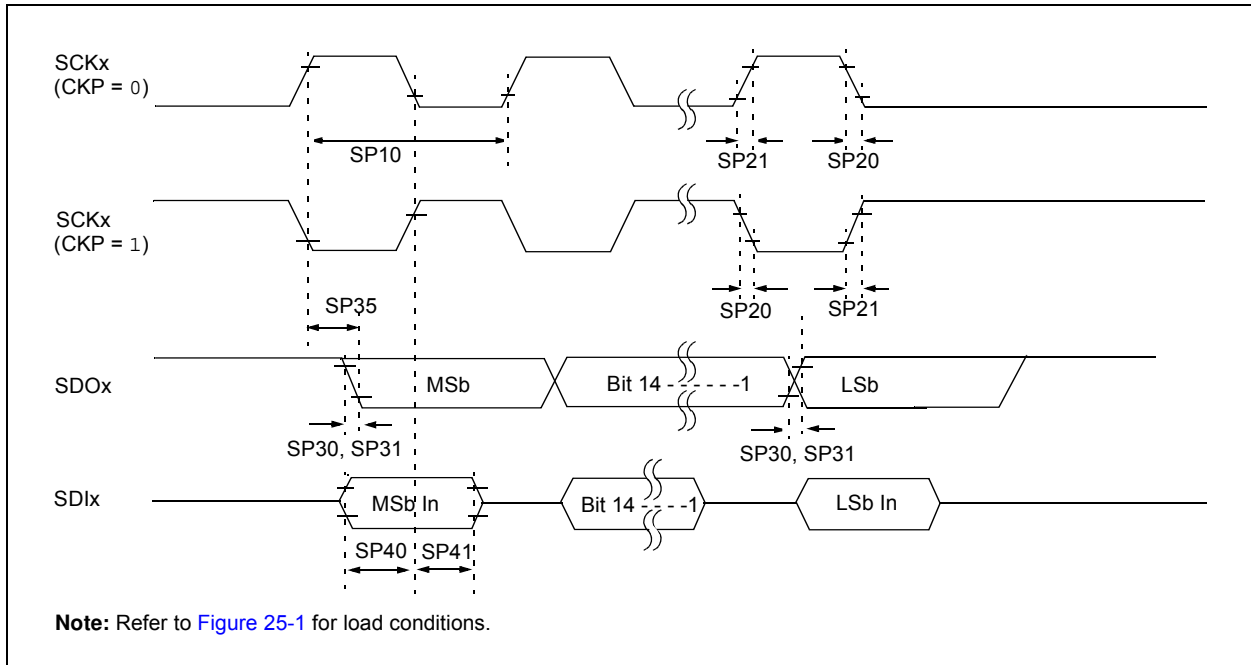 SCKx
(CKP = 0)
SP10
SP21
SP20
SCKx
(CKP = 1)
SP35
SP20
SP21
SDOx
MSb
Bit 14 - - - - - -1
LSb
SP30, SP31
SP30, SP31
SDIx
MSb In
Bit 14 - - - -1
LSb In
SP40
SP41
Note: Refer to Figure 25-1 for load conditions.